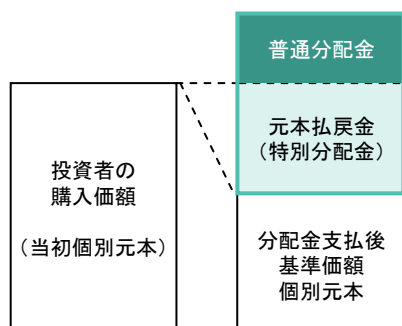 普通分配金
元本払戻金
（特別分配金）
投資者の
購入価額
（当初個別元本）
分配金支払後
基準価額
個別元本